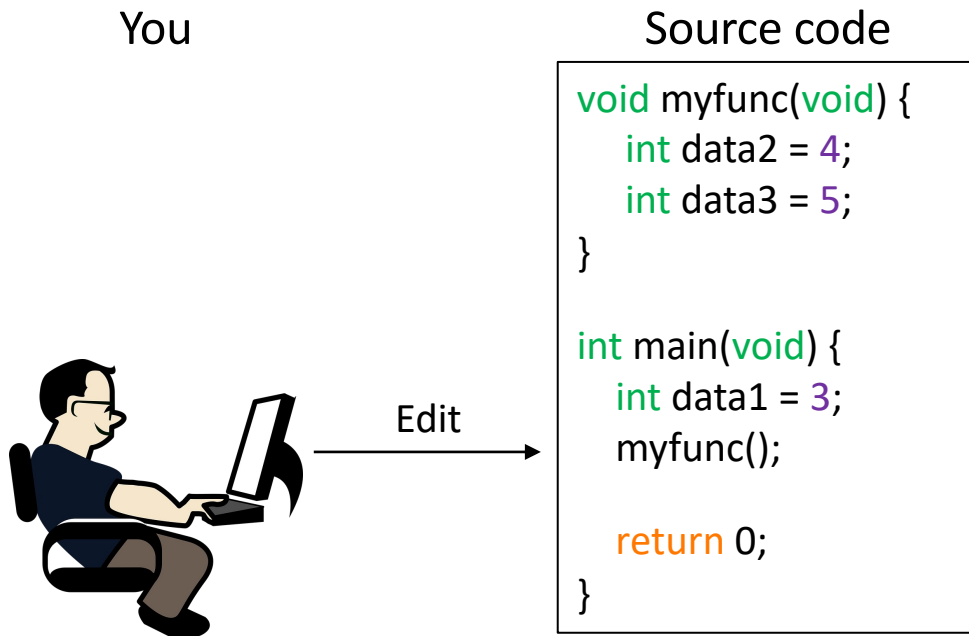 You
Source code
void myfunc(void) {
int data2 = 4;
int data3 = 5;
}
int main(void) {
int data1 = 3;
myfunc();
return 0;
}
Edit